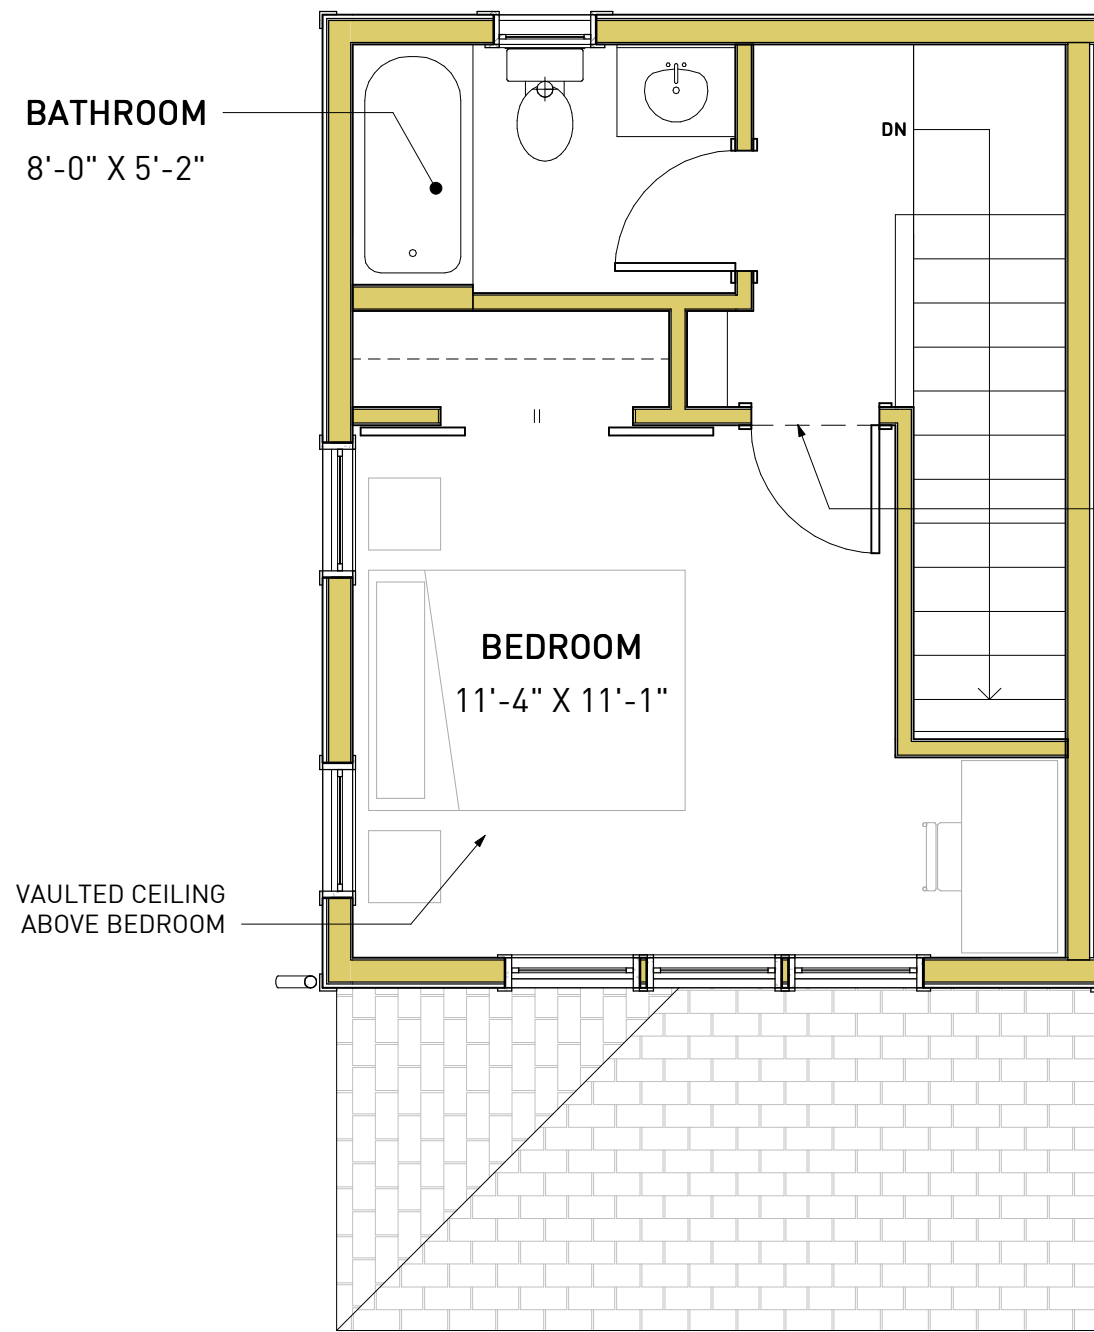 BATHROOM
8'-0" X 5'-2"
DN
BEDROOM
11'-4" X 11'-1"
VAULTED CEILING
ABOVE BEDROOM